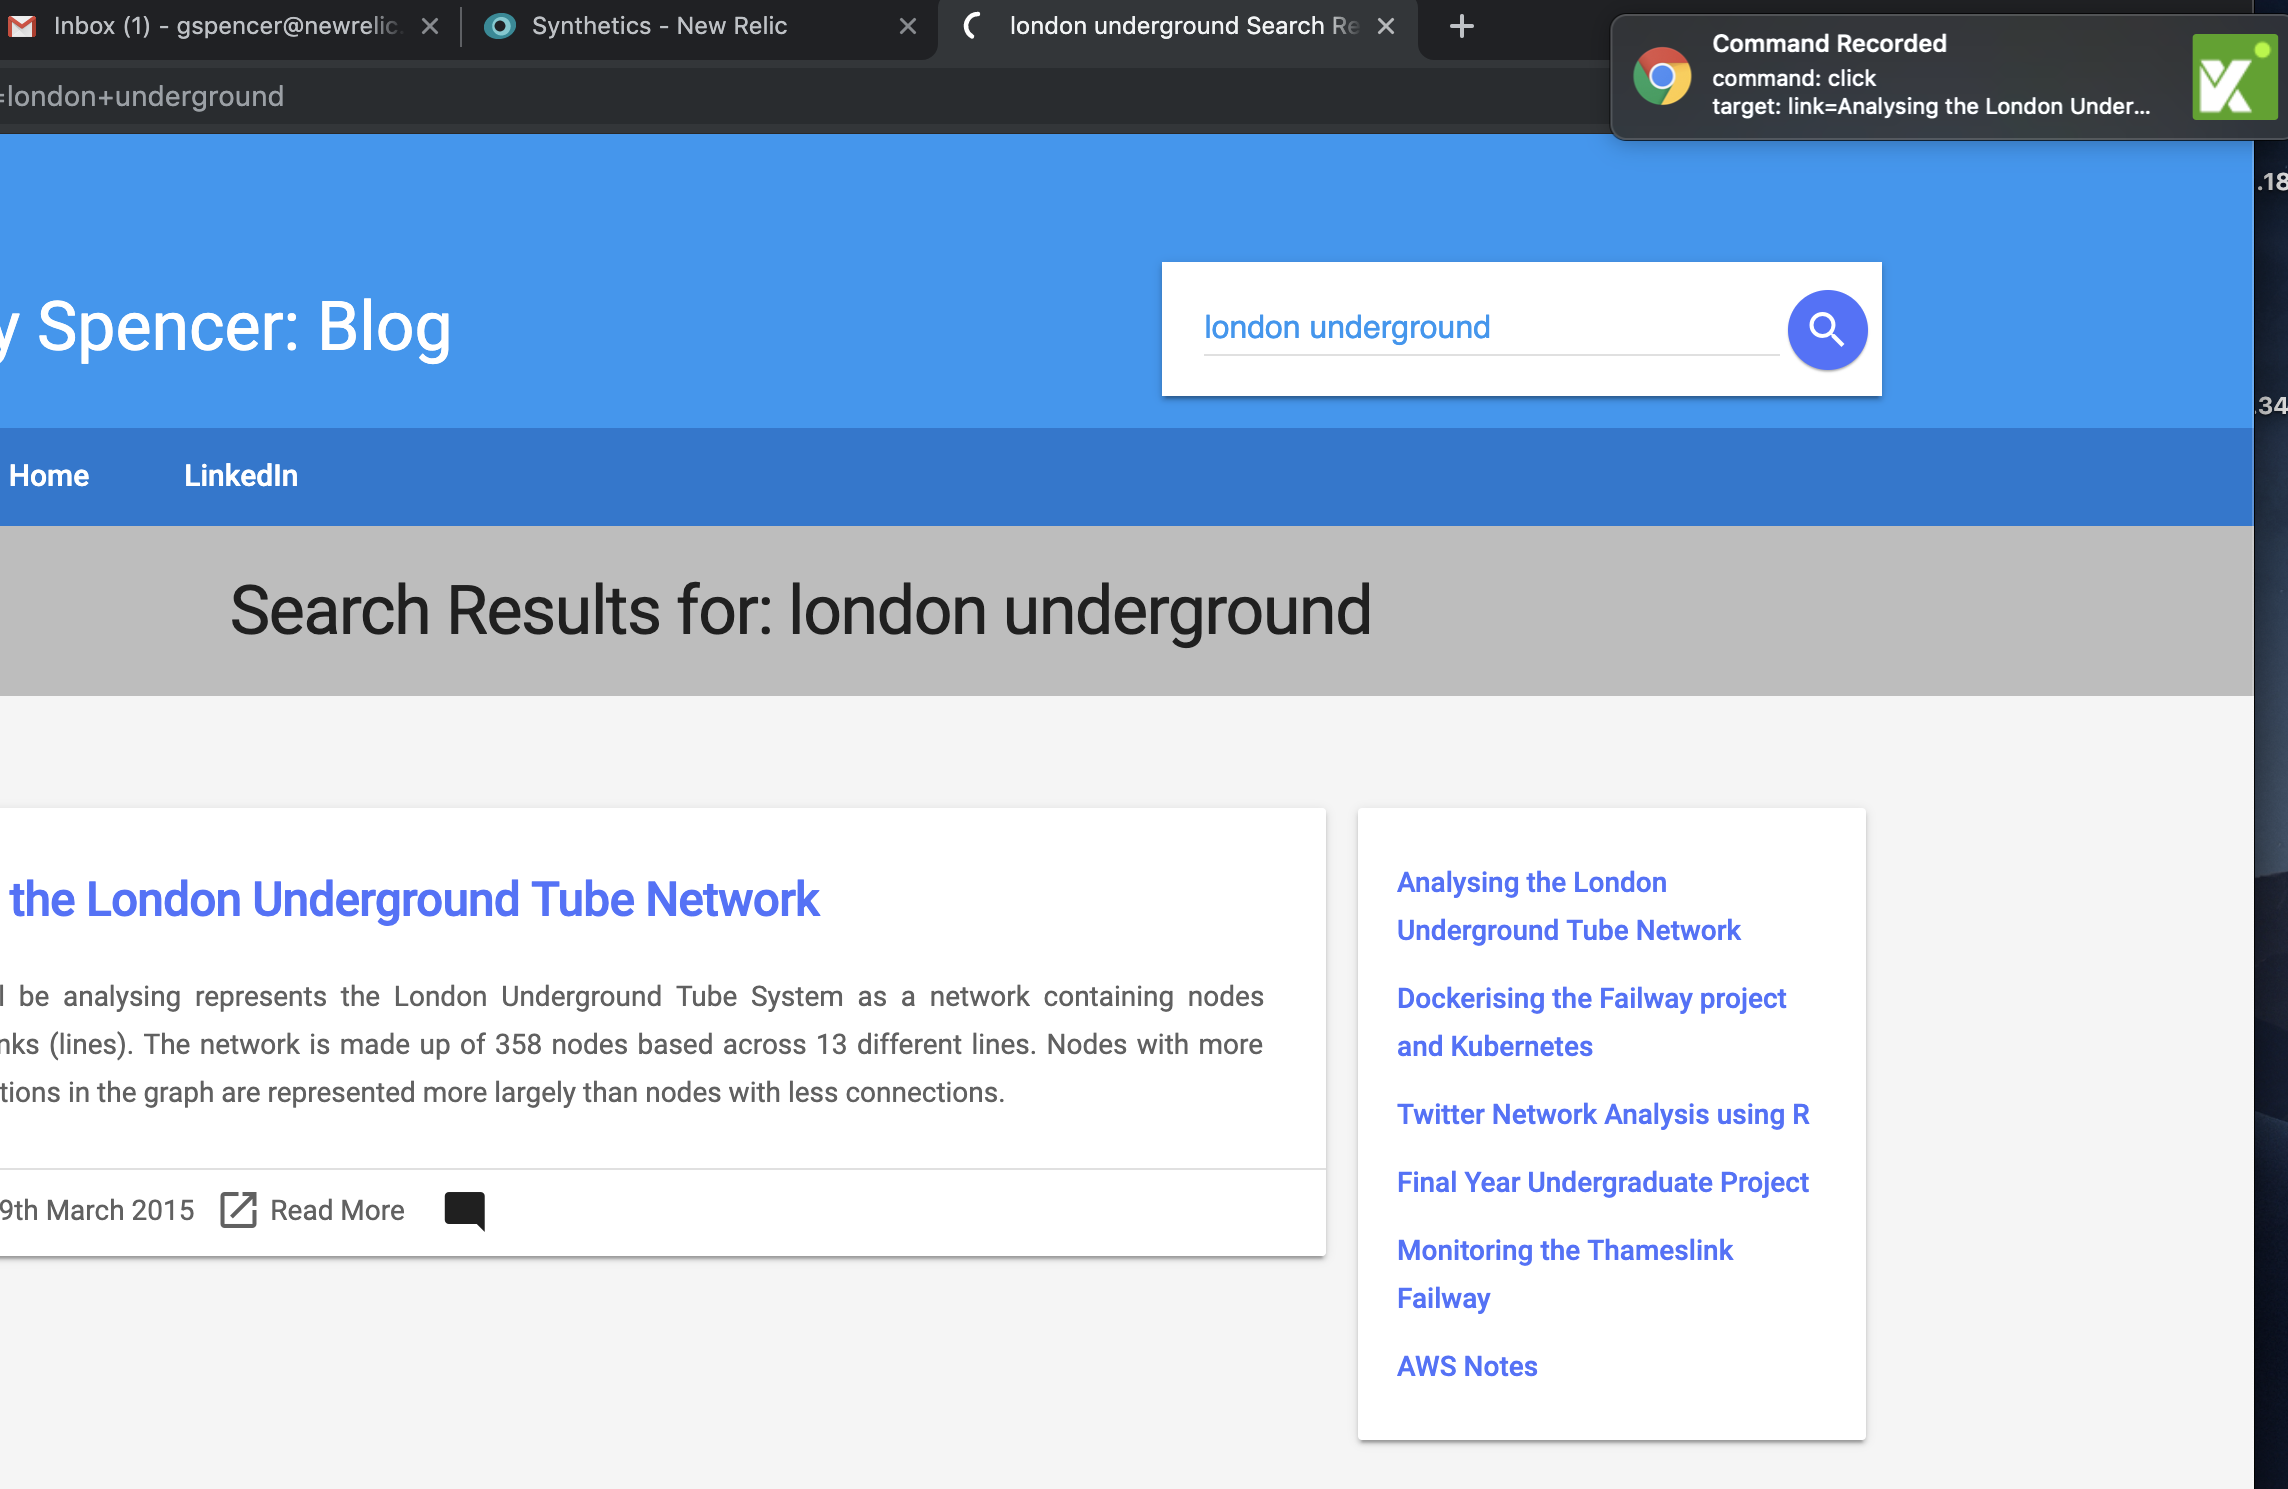 Inbox (1) - gspencer@newrelic.
Synthetics - New Relic
london underground Search Re
Command Recorded
command: click
target: link=Analysing the London Under...
=london+underground
.18
y Spencer: Blog
london underground
.34
Home
LinkedIn
Search Results for: london underground
the London Underground Tube Network
l be analysing represents the London Underground Tube System as a network containing nodes
nks (lines). The network is made up of 358 nodes based across 13 different lines. Nodes with more
tions in the graph are represented more largely than nodes with less connections.
9th March 2015
Read More
Analysing the London
Underground Tube Network
Dockerising the Failway project
and Kubernetes
Twitter Network Analysis using R
Final Year Undergraduate Project
Monitoring the Thameslink
Failway
AWS Notes